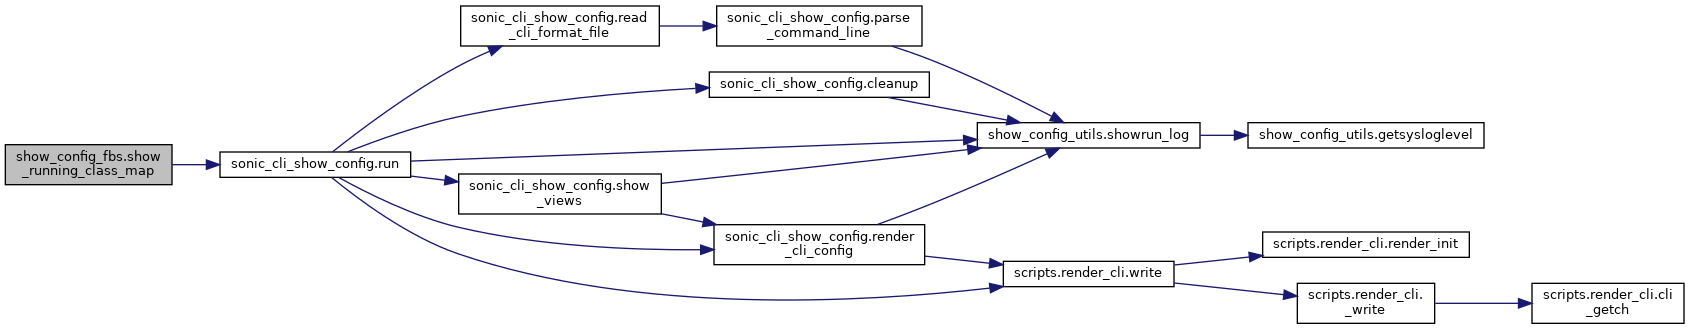 show_config_fbs.show
_running_class_map
sonic_cli_show_config.run
sonic_cli_show_config.read
_cli_format_file
sonic_cli_show_config.parse
_command_line
sonic_cli_show_config.cleanup
show_config_utils.showrun_log
show_config_utils.getsysloglevel
sonic_cli_show_config.show
_views
sonic_cli_show_config.render
_cli_config
scripts.render_cli.write
scripts.render_cli.render_init
scripts.render_cli.
_write
scripts.render_cli.cli
_getch